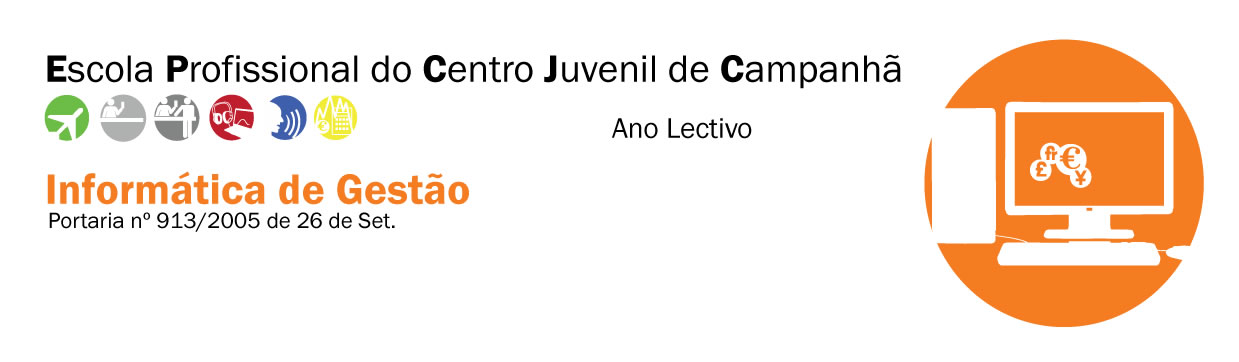 Escola Profissional do Centro Juvenil de Campanhã
Ano Lectivo
Informática de Gestão
Portaria nº 913/2005 de 26 de Set.
fr €
£ ¥